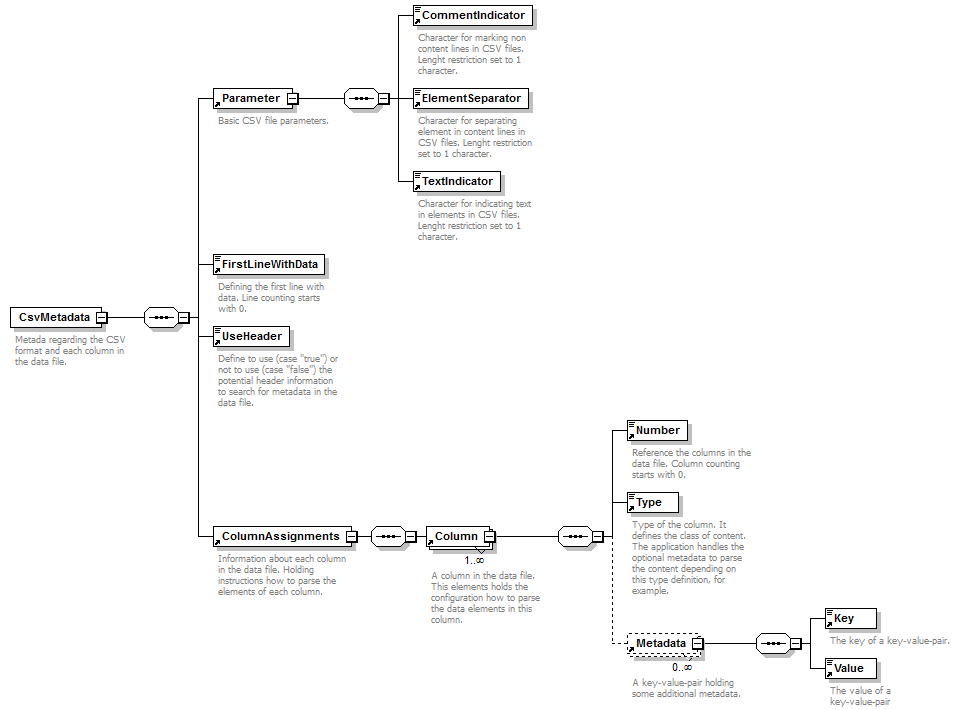 CommentIndicator
Character for marking non
content lines in CSV files.
Lenght restriction set to 1
character.
Parameter
Basic CSV file parameters.
ElementSeparator
Character for separating
element in content lines in
CSV files. Lenght restriction
set to 1 character.
TextIndicator
Character for indicating text
in elements in CSV files.
Lenght restriction set to 1
character.
FirstLineWithData
Defining the first line with
data. Line counting starts
with 0.
CsvMetadata
Metada regarding the CSV
format and each column in
the data file.
UseHeader
Define to use (case "true") or
not to use (case "false") the
potential header information
to search for metadata in the
data file.
ColumnAssignments
Information about each column
in the data file. Holding
instructions how to parse the
elements of each column.
Column
1..∞
A column in the data file.
This elements holds the
configuration how to parse
the data elements in this
column.
Number
Reference the columns in the
data file. Column counting
starts with 0.
Type
Type of the column. It
defines the class of content.
The application handles the
optional metadata to parse
the content depending on
this type definition, for
example.
Metadata
0..∞
A key-value-pair holding
some additional metadata.
Key
The key of a key-value-pair.
Value
The value of a
key-value-pair